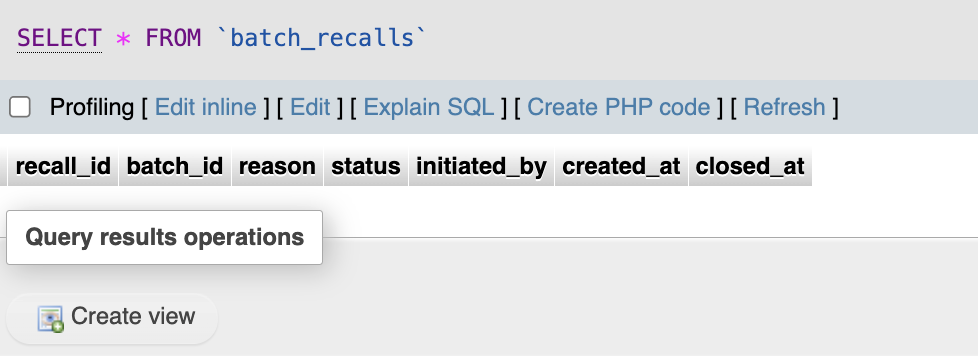 SELECT * FROM `batch_recalls`
Profiling [ Edit inline ] [ Edit ] [ Explain SQL ] [ Create PHP code ] [ Refresh ]
recall_id batch_id reason status initiated_by created_at closed_at
Query results operations
Create view